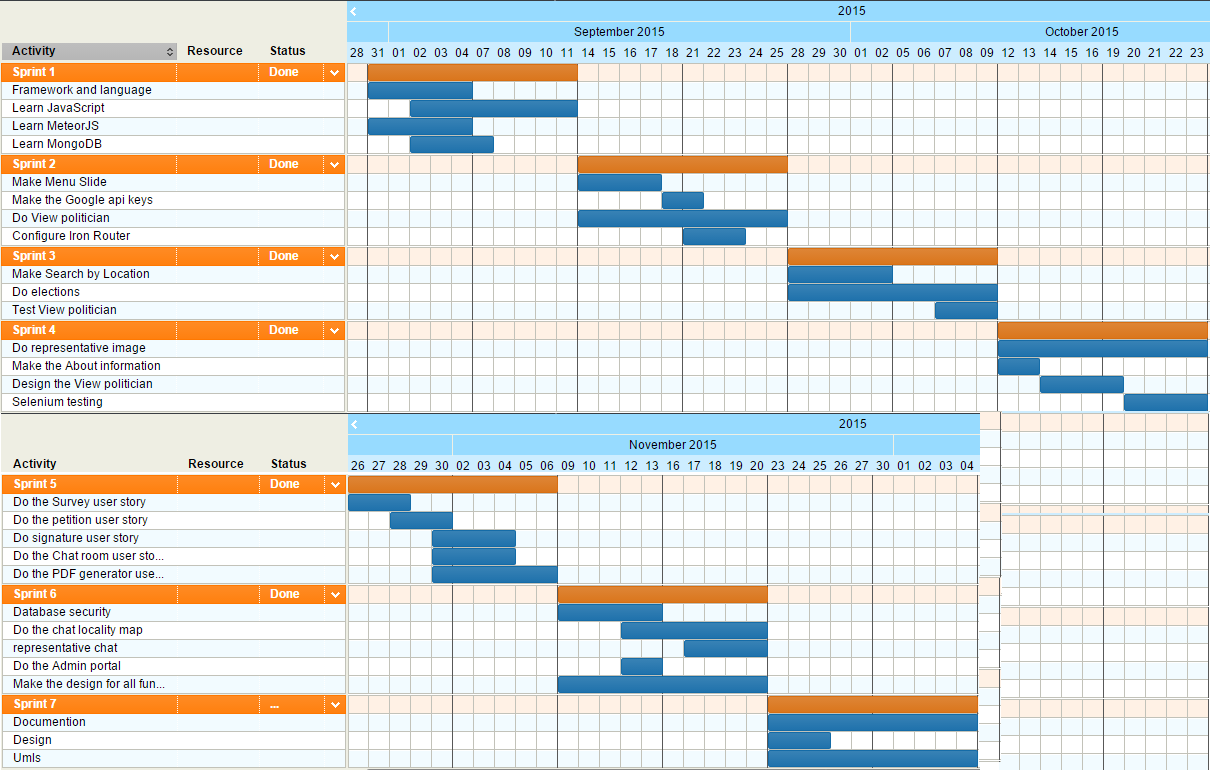 2015
September 2015 October 2015
Activity Resource Status 28 31 01 02 03 04 07 08 09 10 11 14 15 16 17 18 21 22 23 24 25 28 29 30 01 02 05 06 07 08 09 12 13 14 15 16 19 20 21 22 23
Sprint 1 Done
Framework and language
Learn JavaScript
Learn MeteorJS
Learn MongoDB
Sprint 2 Done
Make Menu Slide
Make the Google api keys
Do View politician
Configure Iron Router
Sprint 3 Done
Make Search by Location
Do elections
Test View politician
Sprint 4 Done
Do representative image
Make the About information
Design the View politician
Selenium testing
2015
November 2015
Activity Resource Status 26 27 28 29 30 02 03 04 05 06 09 10 11 12 13 16 17 18 19 20 23 24 25 26 27 30 01 02 03 04
Sprint 5 Done
Do the Survey user story
Do the petition user story
Do signature user story
Do the Chat room user sto...
Do the PDF generator use...
Sprint 6 Done
Database security
Do the chat locality map
representative chat
Do the Admin portal
Make the design for all fun...
Sprint 7 ...
Documention
Design
Umls